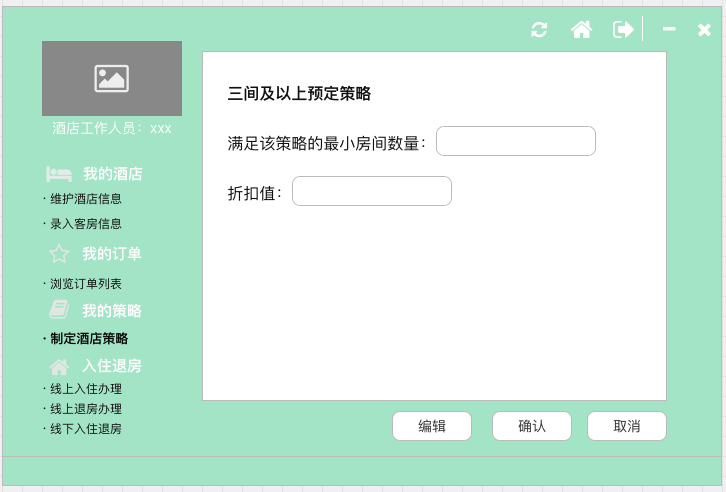 酒店工作人员：xxx
我的酒店
· 维护酒店信息
· 录入客房信息
我的订单
· 浏览订单列表
我的策略
· 制定酒店策略
入住退房
· 线上入住办理
· 线上退房办理
· 线下入住退房
三间及以上预定策略
满足该策略的最小房间数量：
折扣值：
编辑
确认
取消